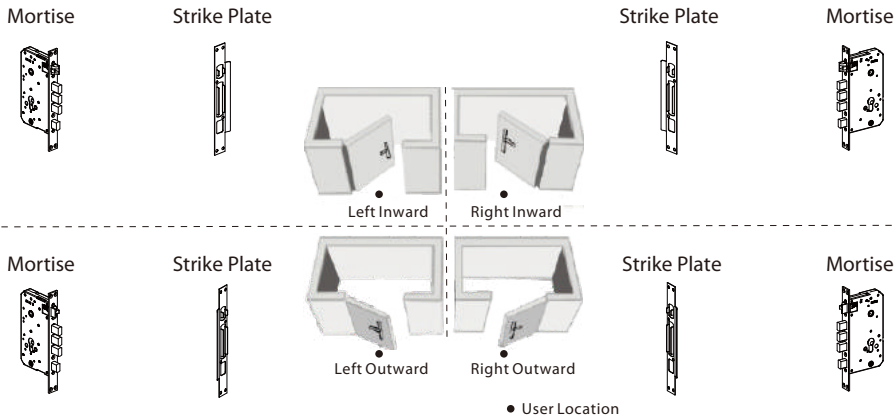 Mortise Strike Plate Strike Plate Mortise
Left Inward Right Inward
Mortise Strike Plate Strike Plate Mortise
Left Outward Right Outward
User Location